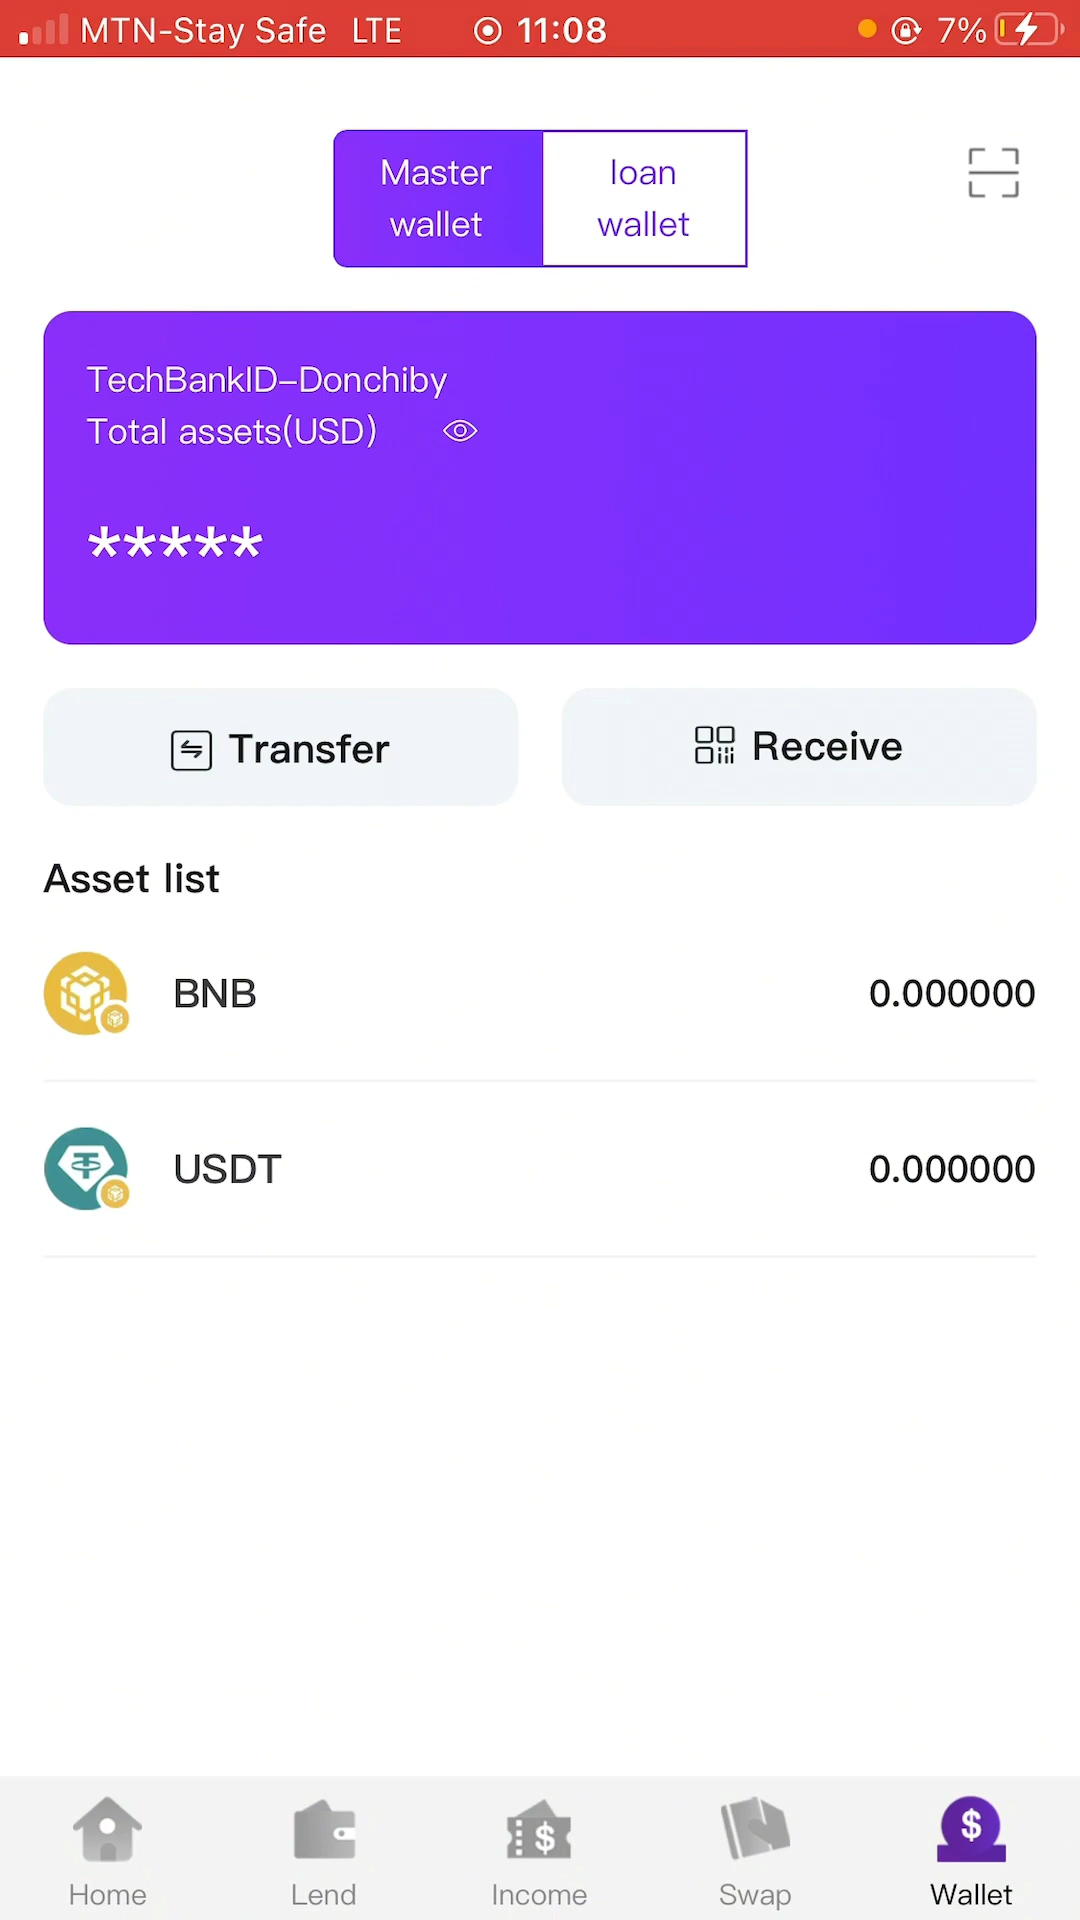 MTN-Stay Safe LTE 11:08 7%
Master wallet
loan wallet
TechBankID-Donchiby
Total assets(USD)
*****
Transfer
Receive
Asset list
BNB 0.000000
USDT 0.000000
Home Lend Income Swap Wallet